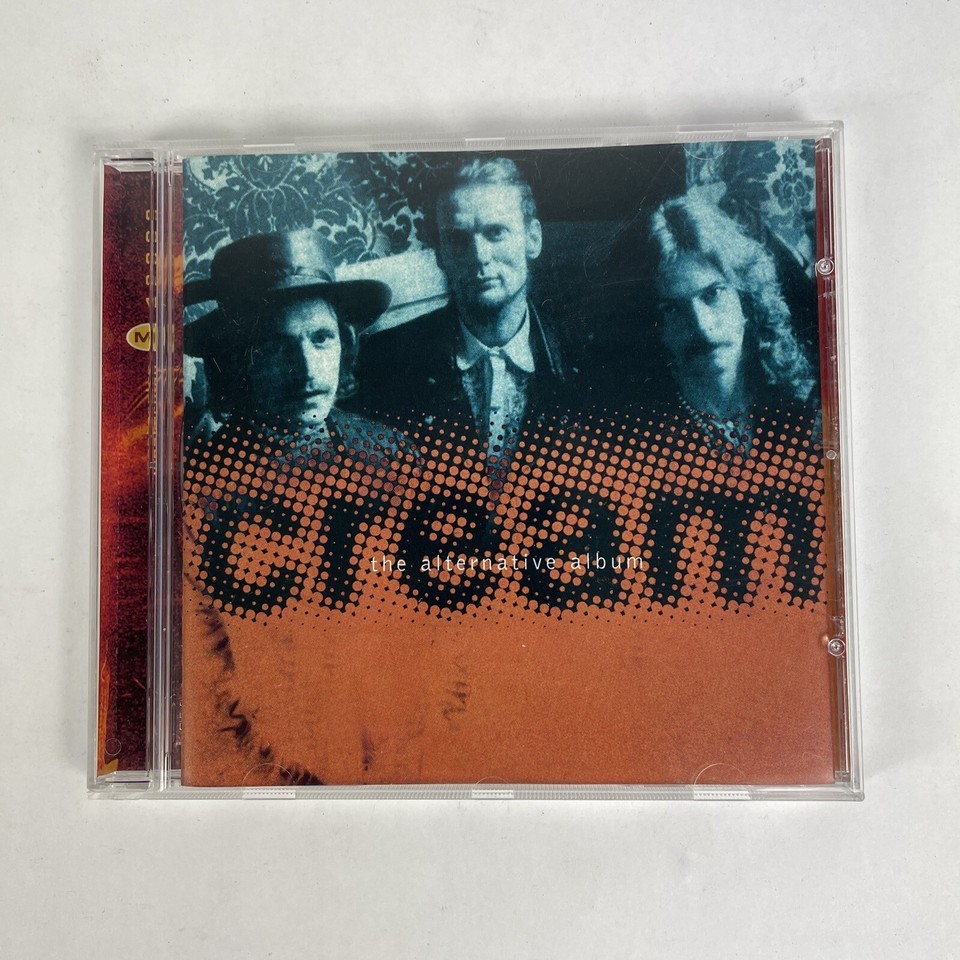 cream
the alternative album